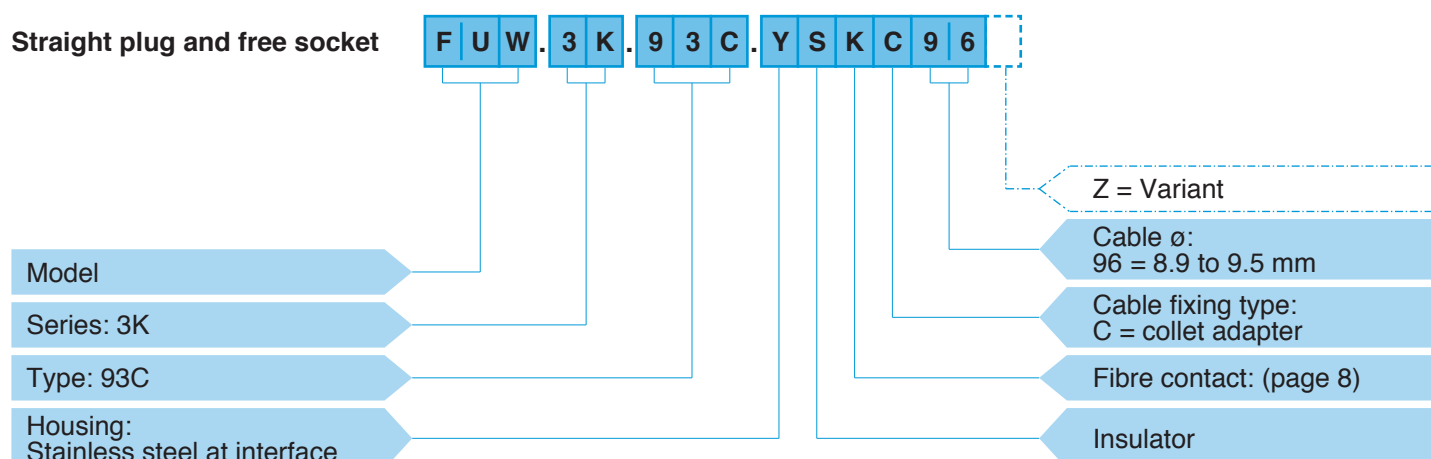 Straight plug and free socket
F U W . 3 K . 9 3 C . Y S K C 9 6
Z = Variant
Cable ø:
96 = 8.9 to 9.5 mm
Model
Cable fixing type:
C = collet adapter
Series: 3K
Type: 93C
Fibre contact: (page 8)
Housing:
Stainless steel at interface
Insulator